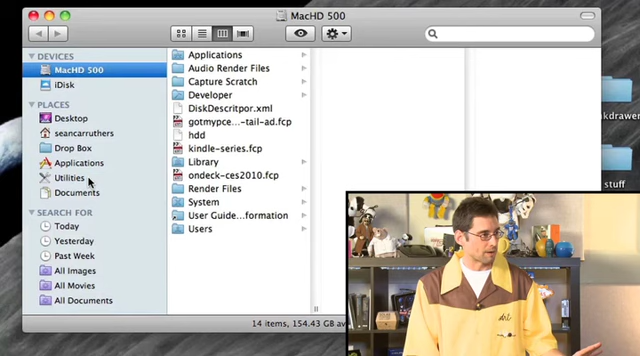 MacHD 500
DEVICES
MacHD 500
iDisk
PLACES
Desktop
seancarruthers
Drop Box
Applications
Utilities
Documents
SEARCH FOR
Today
Yesterday
Past Week
All Images
All Movies
All Documents
Applications
Audio Render Files
Capture Scratch
Developer
DiskDescritpor.xml
gotmypce...-tail-ad.fcp
hdd
kindle-series.fcp
Library
ondeck-ces2010.fcp
Render Files
System
User Guide...formation
Users
14 items, 154.43 GB
stuff